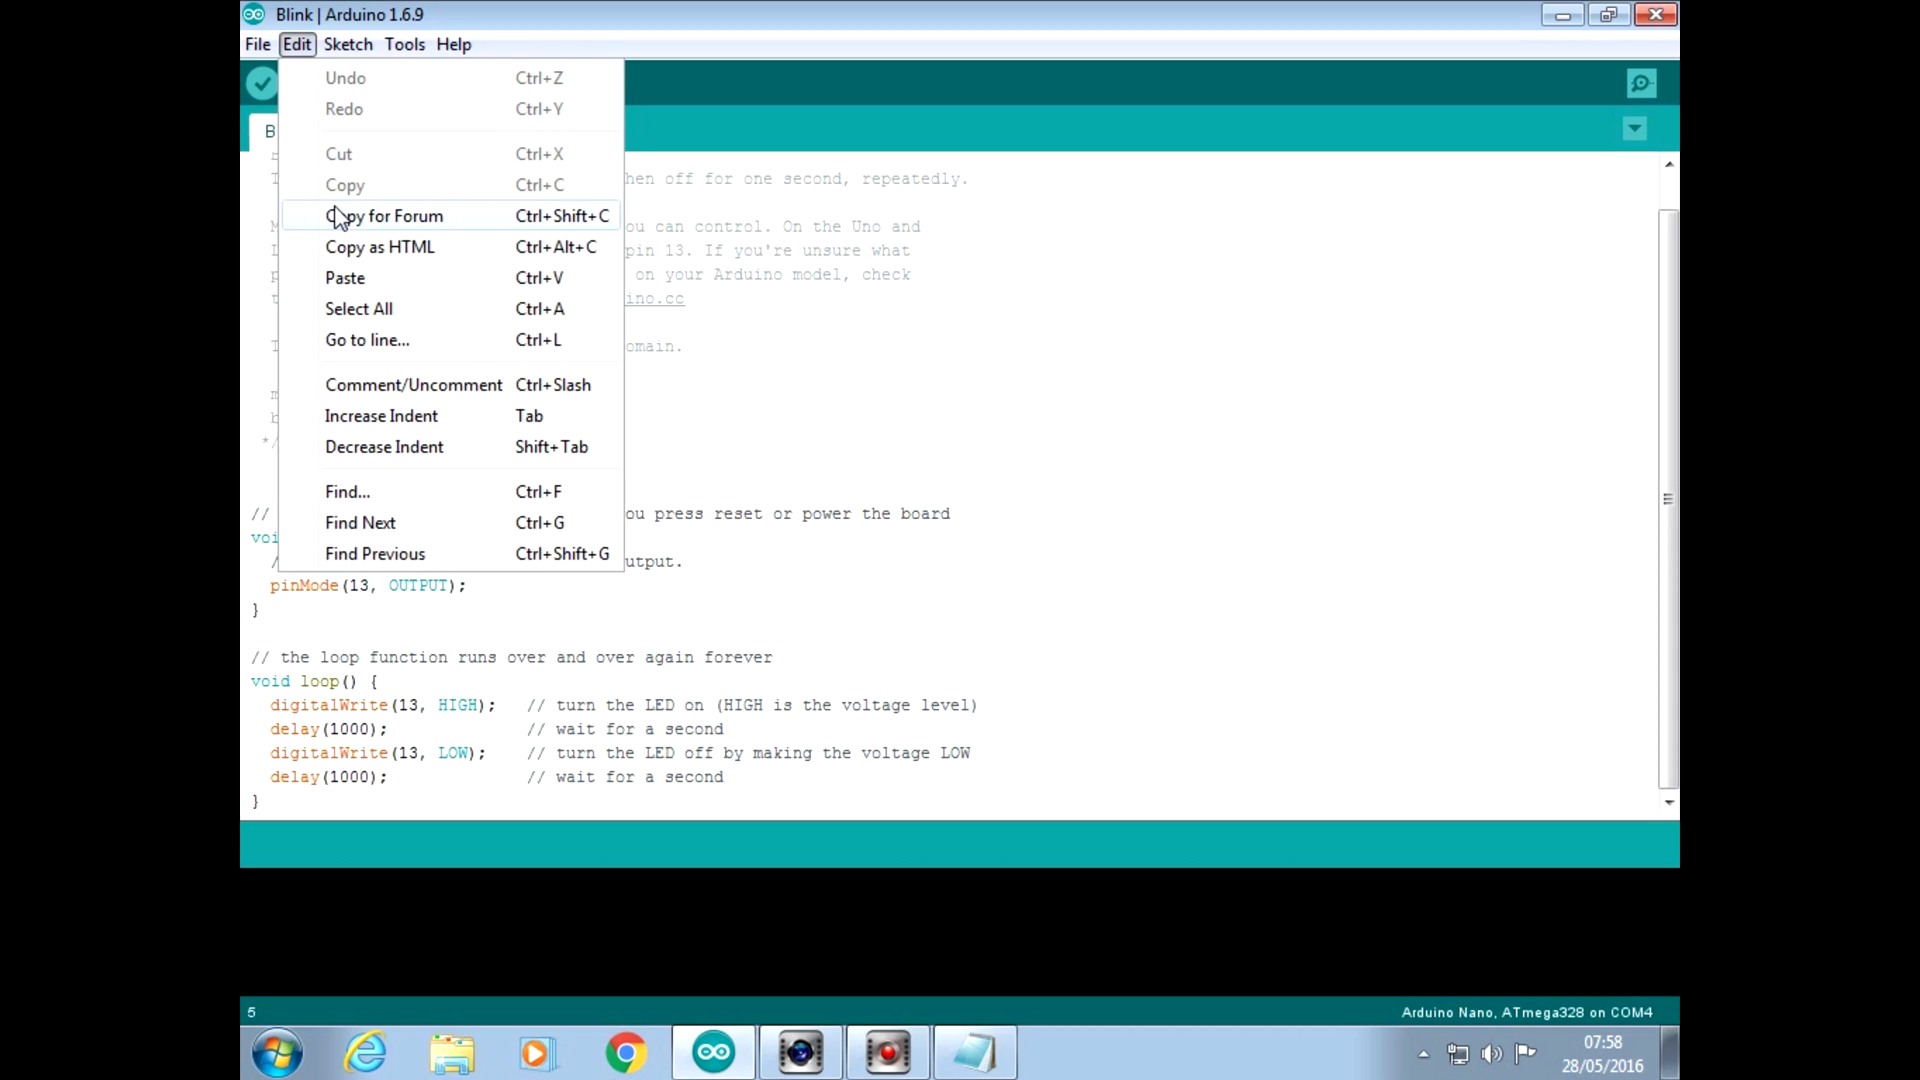 Blink | Arduino 1.6.9
File Edit Sketch Tools Help
Undo Ctrl+Z
Redo Ctrl+Y
Cut Ctrl+X
Copy Ctrl+C
Copy for Forum Ctrl+Shift+C
Copy as HTML Ctrl+Alt+C
Paste Ctrl+V
Select All Ctrl+A
Go to line... Ctrl+L
Comment/Uncomment Ctrl+Slash
Increase Indent Tab
Decrease Indent Shift+Tab
Find... Ctrl+F
Find Next Ctrl+G
Find Previous Ctrl+Shift+G
B
hen off for one second, repeatedly.
ou can control. On the Uno and
pin 13. If you're unsure what
on your Arduino model, check
ino.cc
omain.
*/
// ou press reset or power the board
voi
utput.
pinMode(13, OUTPUT);
}
// the loop function runs over and over again forever
void loop() {
digitalWrite(13, HIGH); // turn the LED on (HIGH is the voltage level)
delay(1000); // wait for a second
digitalWrite(13, LOW); // turn the LED off by making the voltage LOW
delay(1000); // wait for a second
}
5 Arduino Nano, ATmega328 on COM4
07:58
28/05/2016